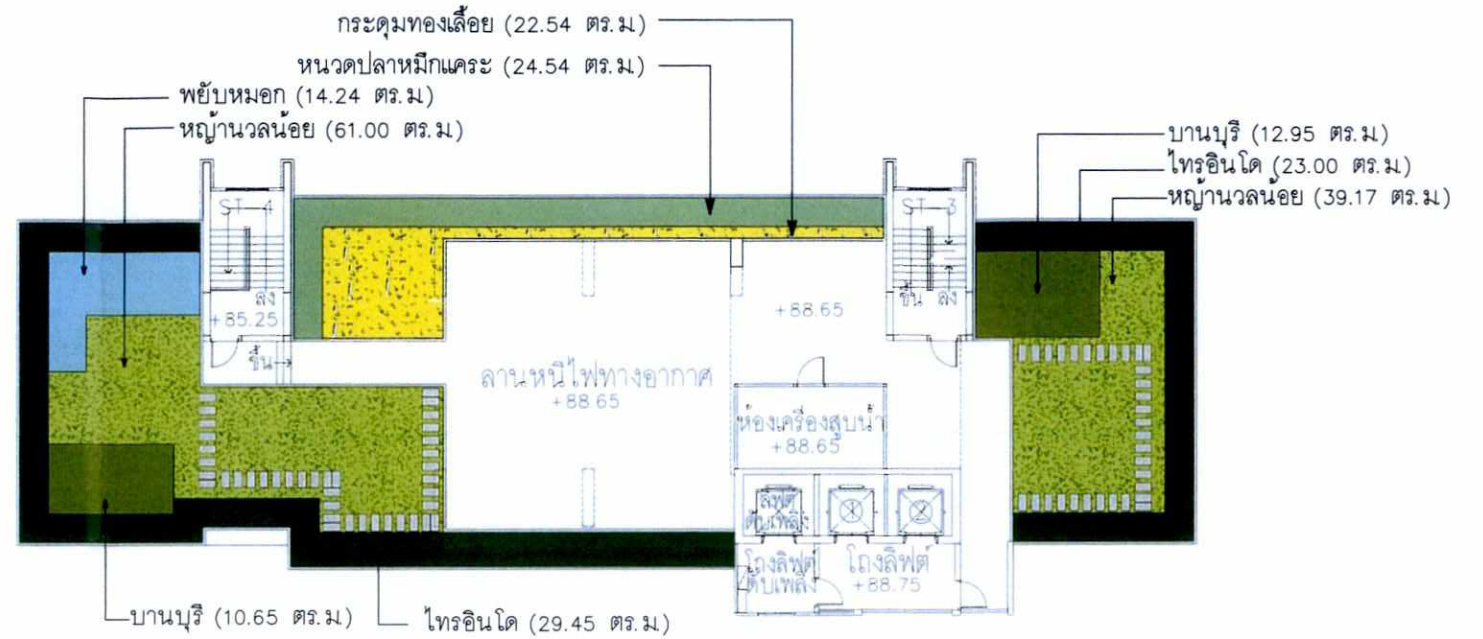 กระดุมทองเลื้อย (22.54 ตร.ม.)
หนวดปลาหมึกแคระ (24.54 ตร.ม.)
พยับหมอก (14.24 ตร.ม.)
หญ้านวลน้อย (61.00 ตร.ม.)
บานบุรี (12.95 ตร.ม.)
ไทรอินโด (23.00 ตร.ม.)
หญ้านวลน้อย (39.17 ตร.ม.)
ST-4
ST-3
ลง
+85.25
ขึ้น
ขึ้น ลง
+88.65
ลานหนีไฟทางอากาศ
+88.65
ห้องเครื่องสูบน้ำ
+88.65
ลิฟต์
ดับเพลิง
โถงลิฟต์
ดับเพลิง
โถงลิฟต์
+88.75
บานบุรี (10.65 ตร.ม.)
ไทรอินโด (29.45 ตร.ม.)